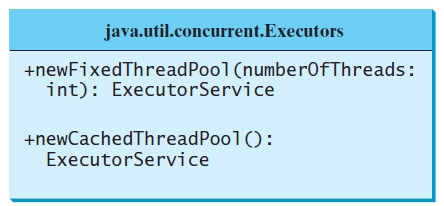 java.util.concurrent.Executors
+newFixedThreadPool(numberOfThreads:
int): ExecutorService
+newCachedThreadPool():
ExecutorService